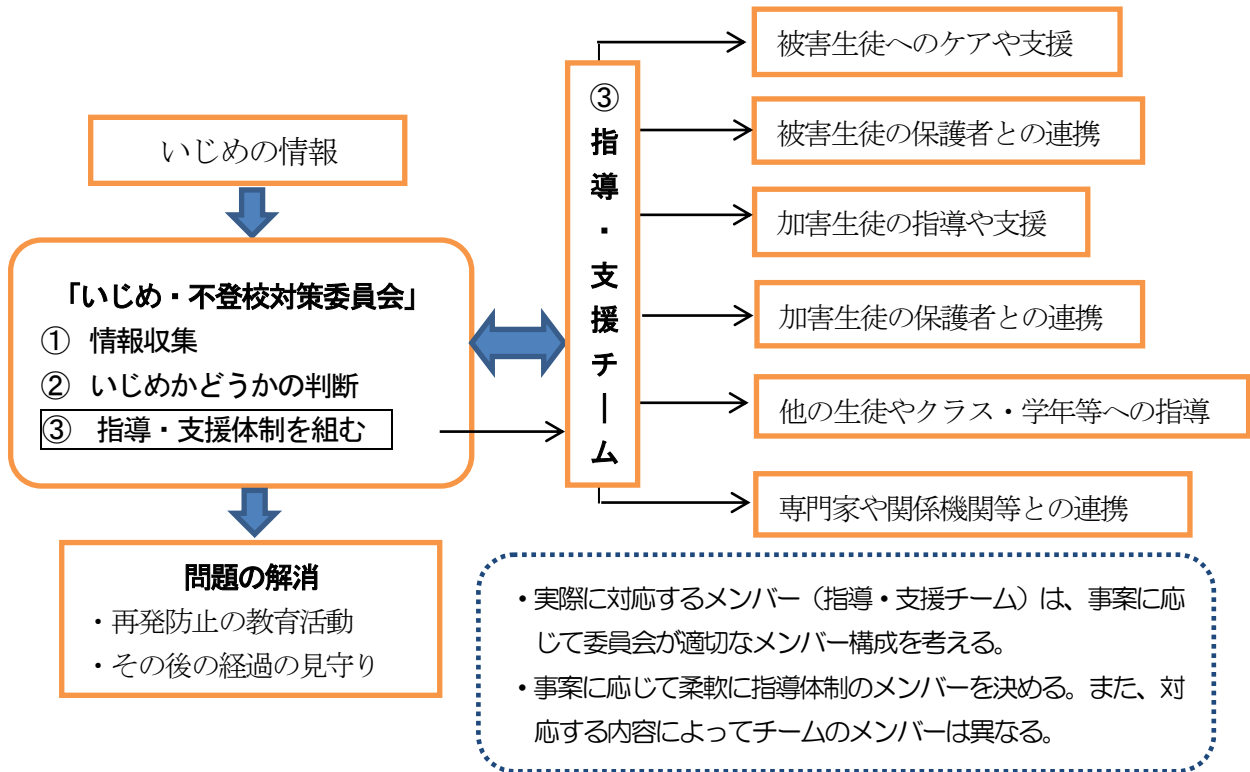 いじめの情報
「いじめ・不登校対策委員会」
① 情報収集
② いじめかどうかの判断
③ 指導・支援体制を組む
問題の解消
・再発防止の教育活動
・その後の経過の見守り
③指導・支援チーム
被害生徒へのケアや支援
被害生徒の保護者との連携
加害生徒の指導や支援
加害生徒の保護者との連携
他の生徒やクラス・学年等への指導
専門家や関係機関等との連携
・実際に対応するメンバー（指導・支援チーム）は、事案に応
じて委員会が適切なメンバー構成を考える。
・事案に応じて柔軟に指導体制のメンバーを決める。また、対
応する内容によってチームのメンバーは異なる。